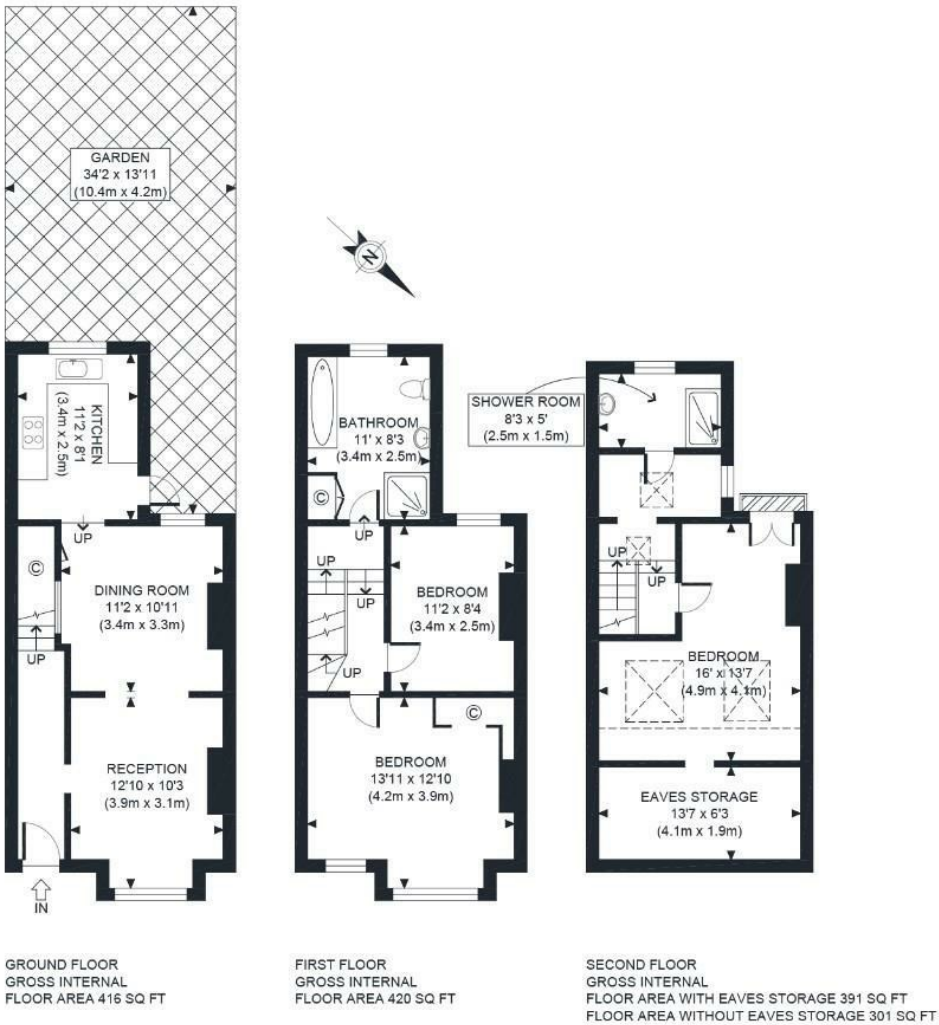 GARDEN
34'2 x 13'11
(10.4m x 4.2m)
N
KITCHEN
11'2 x 8'1
(3.4m x 2.5m)
UP
C
UP
DINING ROOM
11'2 x 10'11
(3.4m x 3.3m)
RECEPTION
12'10 x 10'3
(3.9m x 3.1m)
IN
BATHROOM
11' x 8'3
(3.4m x 2.5m)
C
UP
UP
UP
UP
BEDROOM
11'2 x 8'4
(3.4m x 2.5m)
C
BEDROOM
13'11 x 12'10
(4.2m x 3.9m)
SHOWER ROOM
8'3 x 5'
(2.5m x 1.5m)
UP
UP
BEDROOM
16' x 13'7
(4.9m x 4.1m)
EAVES STORAGE
13'7 x 6'3
(4.1m x 1.9m)
GROUND FLOOR
GROSS INTERNAL
FLOOR AREA 416 SQ FT
FIRST FLOOR
GROSS INTERNAL
FLOOR AREA 420 SQ FT
SECOND FLOOR
GROSS INTERNAL
FLOOR AREA WITH EAVES STORAGE 391 SQ FT
FLOOR AREA WITHOUT EAVES STORAGE 301 SQ FT